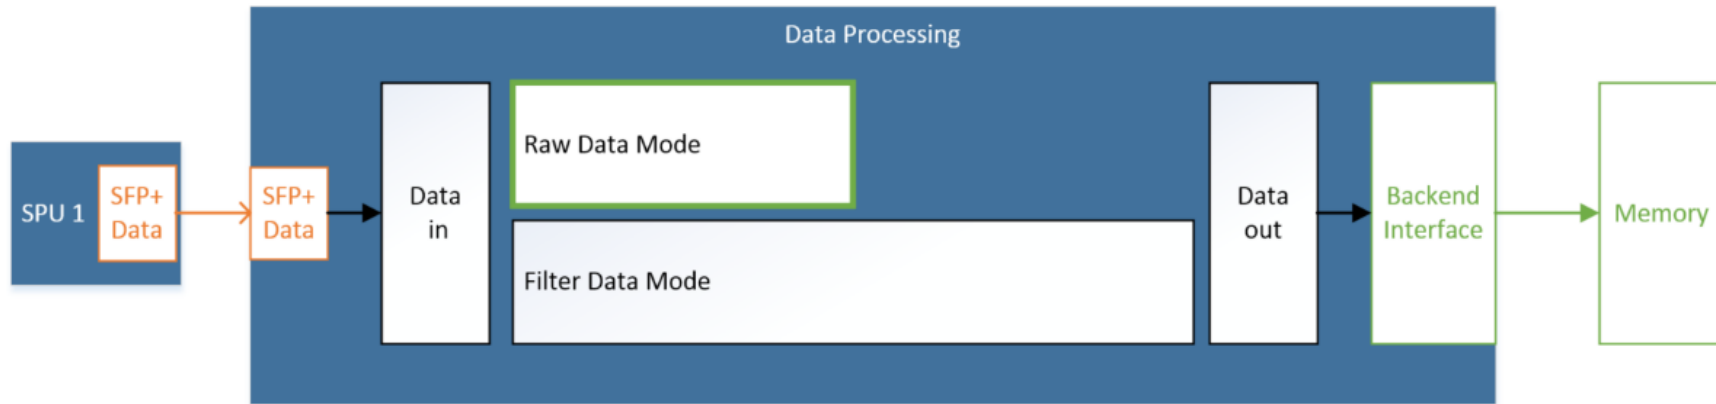 Data Processing
SPU 1
SFP+
Data
SFP+
Data
Data
in
Raw Data Mode
Filter Data Mode
Data
out
Backend
Interface
Memory